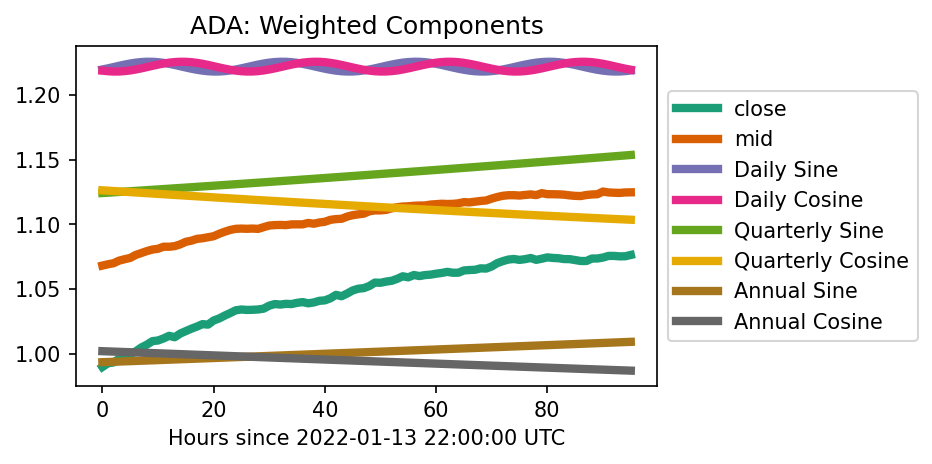 ADA: Weighted Components
1.20
1.15
1.10
1.05
1.00
0 20 40 60 80
Hours since 2022-01-13 22:00:00 UTC
close
mid
Daily Sine
Daily Cosine
Quarterly Sine
Quarterly Cosine
Annual Sine
Annual Cosine